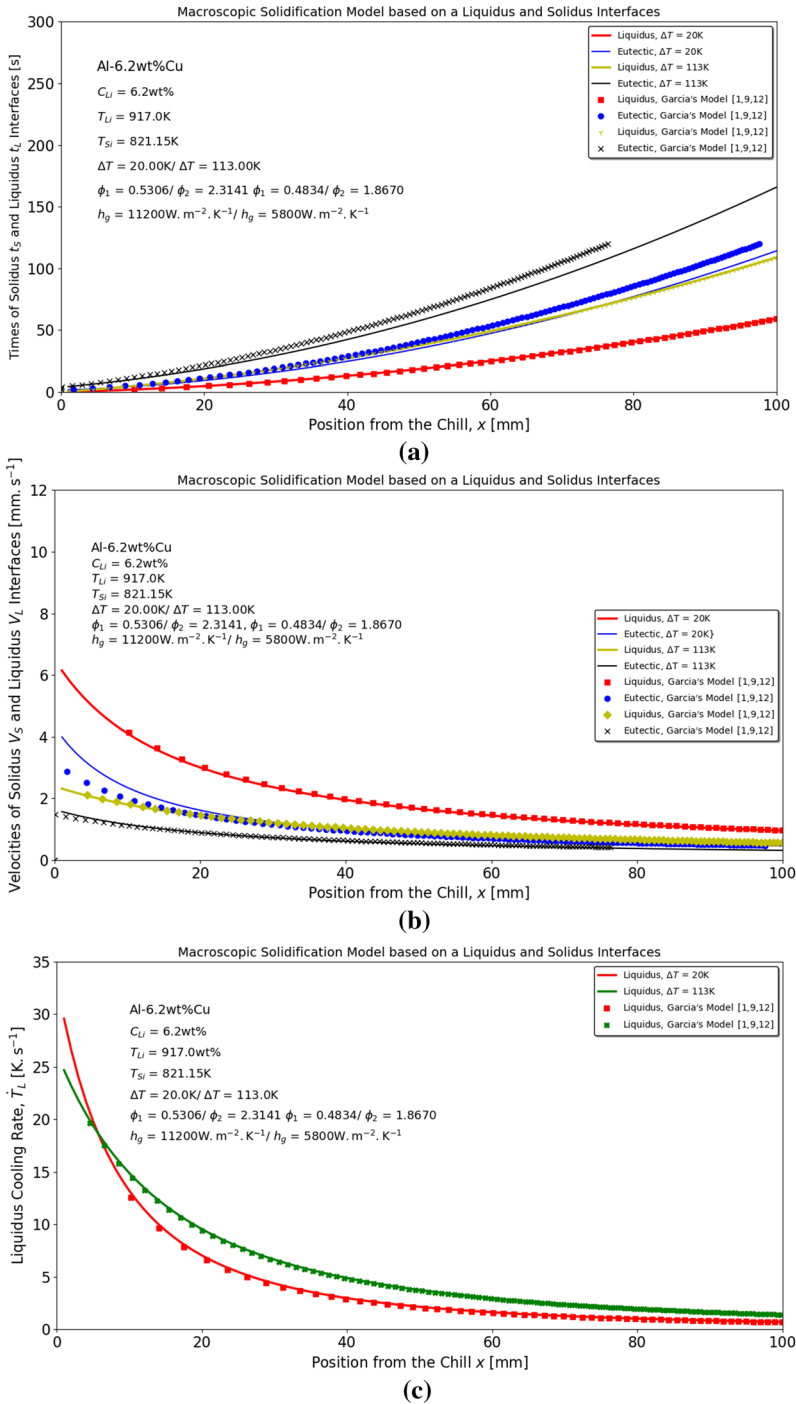 Macroscopic Solidification Model based on a Liquidus and Solidus Interfaces
Times of Solidus t_S and Liquidus t_L Interfaces [s]
300
250
200
150
100
50
0
Al-6.2wt%Cu
C_Li = 6.2wt%
T_Li = 917.0K
T_Si = 821.15K
ΔT = 20.00K/ ΔT = 113.00K
ϕ₁ = 0.5306/ ϕ₂ = 2.3141 ϕ₁ = 0.4834/ ϕ₂ = 1.8670
h_g = 11200W.m⁻².K⁻¹/ h_g = 5800W.m⁻².K⁻¹
Liquidus, ΔT = 20K
Eutectic, ΔT = 20K
Liquidus, ΔT = 113K
Eutectic, ΔT = 113K
Liquidus, Garcia's Model [1,9,12]
Eutectic, Garcia's Model [1,9,12]
Liquidus, Garcia's Model [1,9,12]
Eutectic, Garcia's Model [1,9,12]
0 20 40 60 80 100
Position from the Chill, x [mm]
(a)
Macroscopic Solidification Model based on a Liquidus and Solidus Interfaces
Velocities of Solidus V_S and Liquidus V_L Interfaces [mm.s⁻¹]
12
10
8
6
4
2
0
Al-6.2wt%Cu
C_Li = 6.2wt%
T_Li = 917.0K
T_Si = 821.15K
ΔT = 20.00K/ ΔT = 113.00K
ϕ₁ = 0.5306/ ϕ₂ = 2.3141, ϕ₁ = 0.4834/ ϕ₂ = 1.8670
h_g = 11200W.m⁻².K⁻¹/ h_g = 5800W.m⁻².K⁻¹
Liquidus, ΔT = 20K
Eutectic, ΔT = 20K}
Liquidus, ΔT = 113K
Eutectic, ΔT = 113K
Liquidus, Garcia's Model [1,9,12]
Eutectic, Garcia's Model [1,9,12]
Liquidus, Garcia's Model [1,9,12]
Eutectic, Garcia's Model [1,9,12]
0 20 40 60 80 100
Position from the Chill, x [mm]
(b)
Macroscopic Solidification Model based on a Liquidus and Solidus Interfaces
Liquidus Cooling Rate, Ṫ_L [K.s⁻¹]
35
30
25
20
15
10
5
0
Al-6.2wt%Cu
C_Li = 6.2wt%
T_Li = 917.0wt%
T_Si = 821.15K
ΔT = 20.0K/ ΔT = 113.0K
ϕ₁ = 0.5306/ ϕ₂ = 2.3141 ϕ₁ = 0.4834/ ϕ₂ = 1.8670
h_g = 11200W.m⁻².K⁻¹/ h_g = 5800W.m⁻².K⁻¹
Liquidus, ΔT = 20K
Liquidus, ΔT = 113K
Liquidus, Garcia's Model [1,9,12]
Liquidus, Garcia's Model [1,9,12]
0 20 40 60 80 100
Position from the Chill x [mm]
(c)